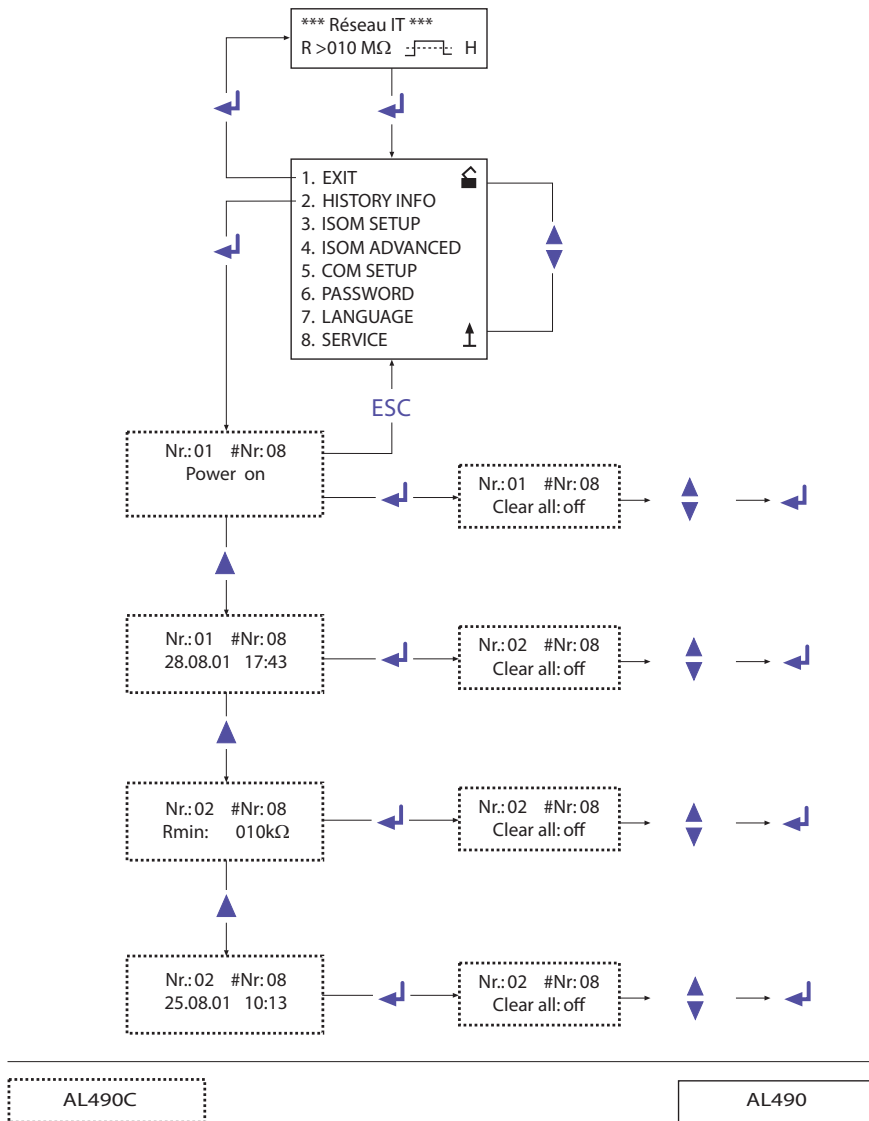 *** Réseau IT ***
R >010 MΩ H
1. EXIT
2. HISTORY INFO
3. ISOM SETUP
4. ISOM ADVANCED
5. COM SETUP
6. PASSWORD
7. LANGUAGE
8. SERVICE
ESC
Nr.: 01 #Nr: 08
Power on
Nr.: 01 #Nr: 08
Clear all: off
Nr.: 01 #Nr: 08
28.08.01 17:43
Nr.: 02 #Nr: 08
Clear all: off
Nr.: 02 #Nr: 08
Rmin: 010kΩ
Nr.: 02 #Nr: 08
Clear all: off
Nr.: 02 #Nr: 08
25.08.01 10:13
Nr.: 02 #Nr: 08
Clear all: off
AL490C
AL490